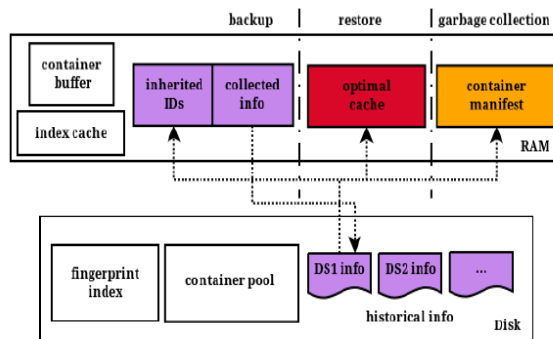 backup
restore
garbage collection
container
buffer
index cache
inherited
IDs
collected
info
optimal
cache
container
manifest
RAM
fingerprint
index
container pool
DS1 info
DS2 info
...
historical info
Disk